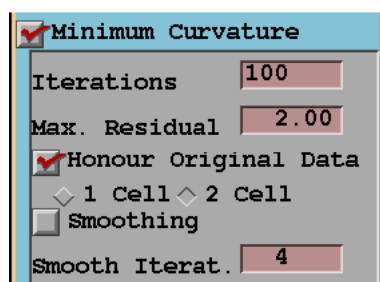 Minimum Curvature
Iterations 100
Max. Residual 2.00
Honour Original Data
1 Cell 2 Cell
Smoothing
Smooth Iterat. 4